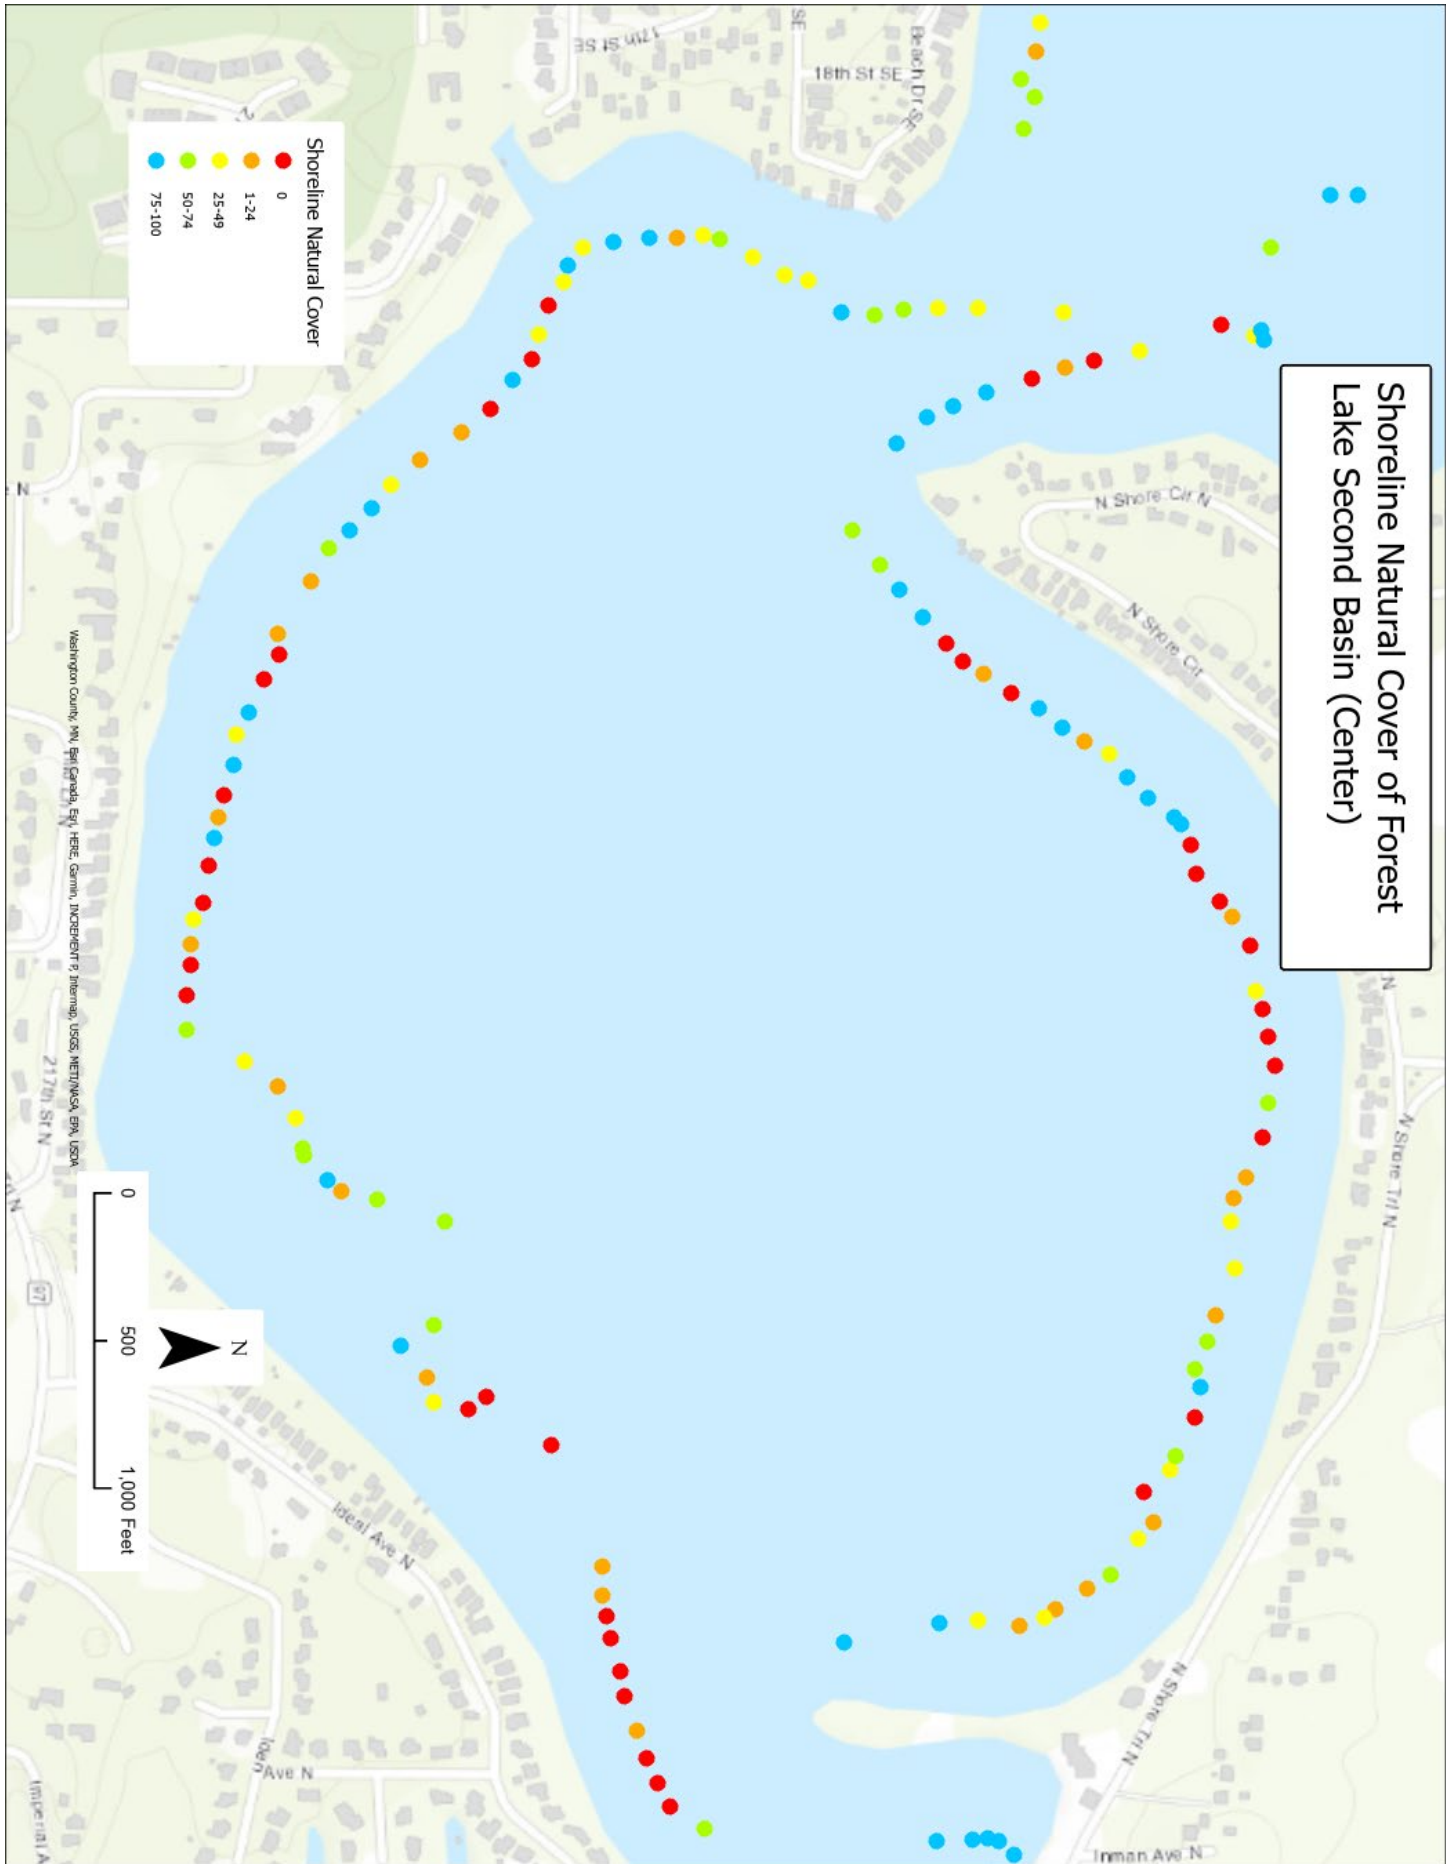 Shoreline Natural Cover of Forest
Lake Second Basin (Center)
Shoreline Natural Cover
0
1-24
25-49
50-74
75-100
17th St SE
SE
18th St SE
Beach Dr SE
N Shore Cir N
N Shore Cir
N
N Shore Trl N
N Shore Trl N
Inman Ave N
Ideal Ave N
Ave N
Imperial A
217th St N
97
N
0
500
1,000 Feet
Washington County, MN, Esri Canada, Esri, HERE, Garmin, INCREMENT P, Intermap, USGS, METI/NASA, EPA, USDA